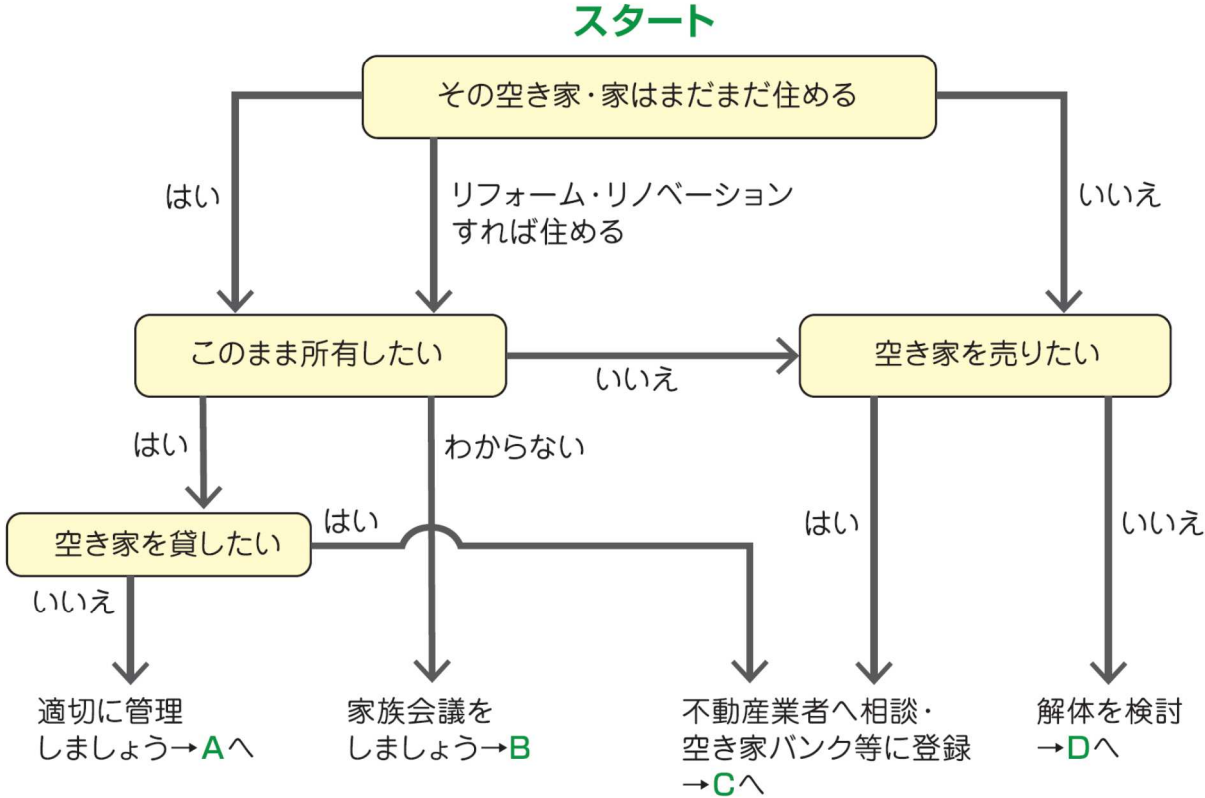 スタート
その空き家・家はまだまだ住める
はい
リフォーム・リノベーション
すれば住める
いいえ
このまま所有したい
いいえ
空き家を売りたい
はい
わからない
空き家を貸したい
はい
はい
いいえ
いいえ
適切に管理
しましょう→Aへ
家族会議を
しましょう→B
不動産業者へ相談・
空き家バンク等に登録
→Cへ
解体を検討
→Dへ